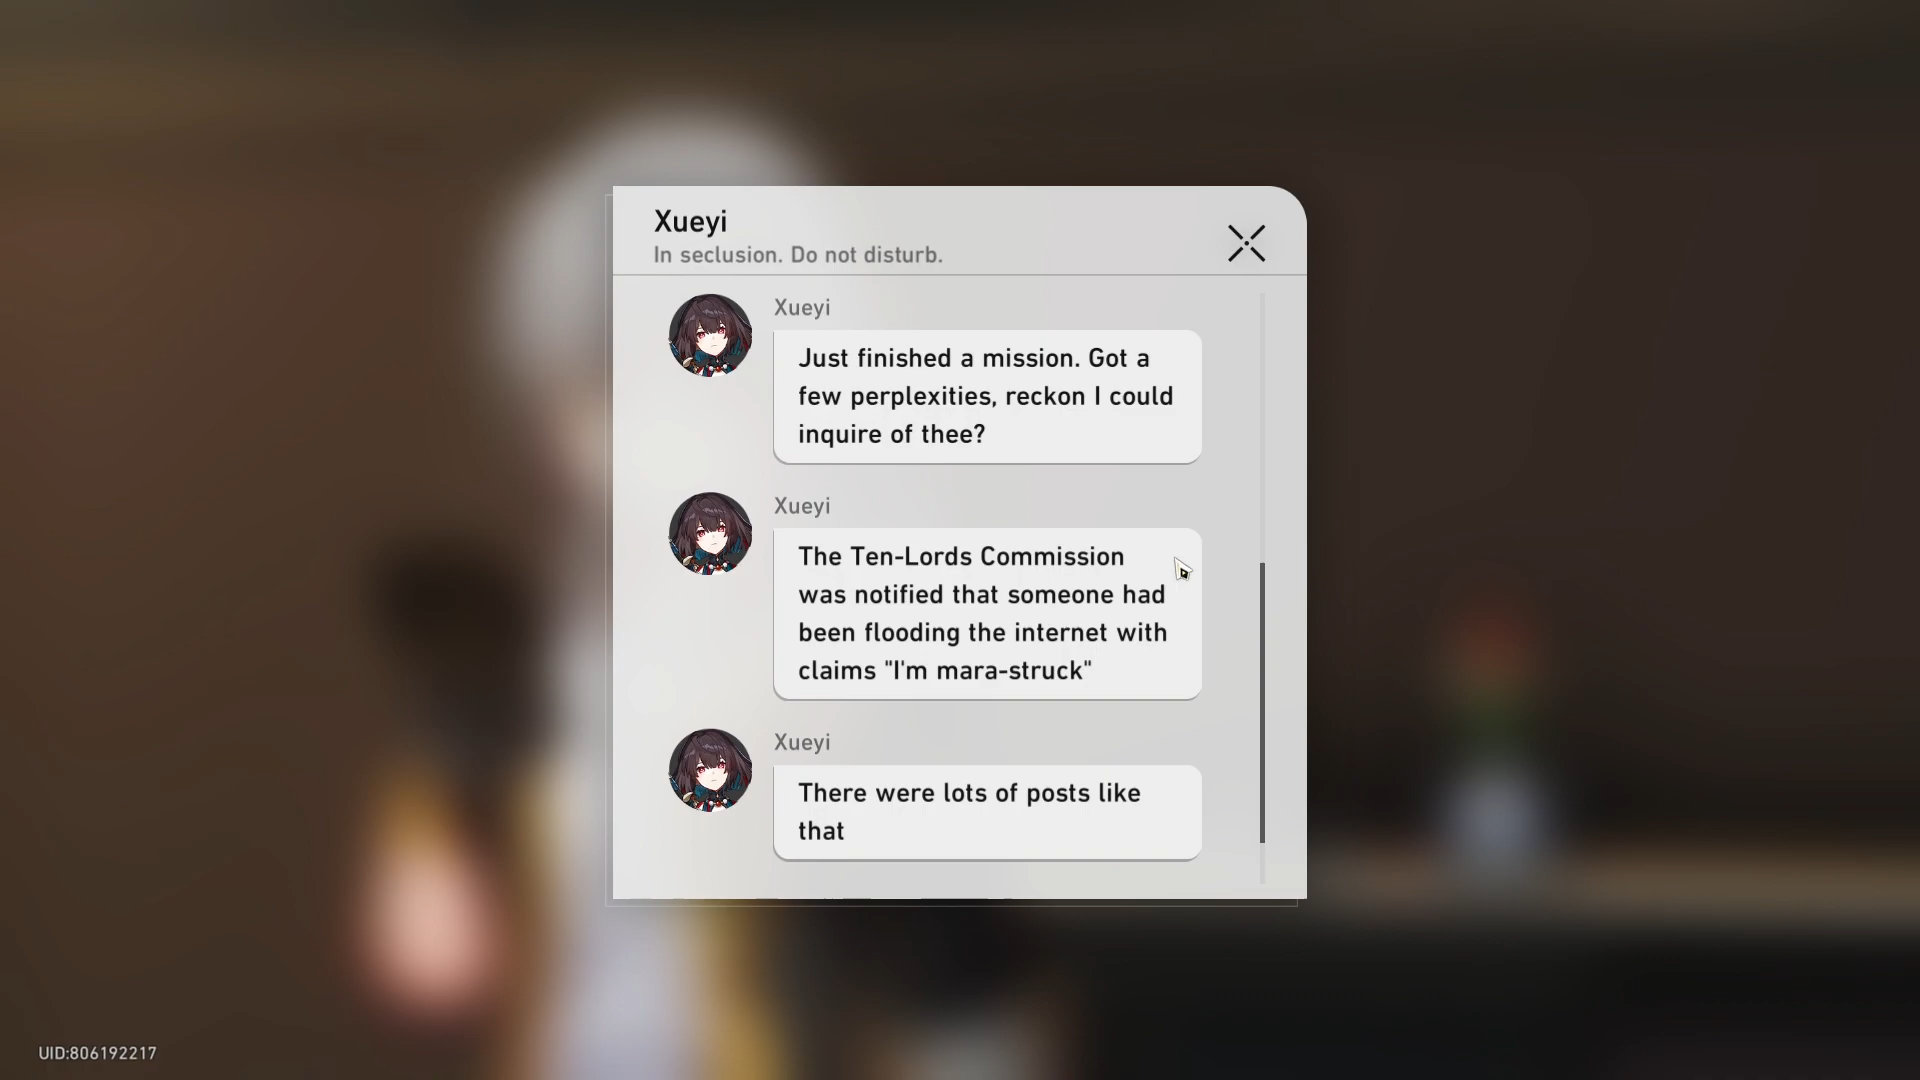 Xueyi
In seclusion. Do not disturb.
Xueyi
Just finished a mission. Got a
few perplexities, reckon I could
inquire of thee?
Xueyi
The Ten-Lords Commission
was notified that someone had
been flooding the internet with
claims "I'm mara-struck"
Xueyi
There were lots of posts like
that
UID:806192217